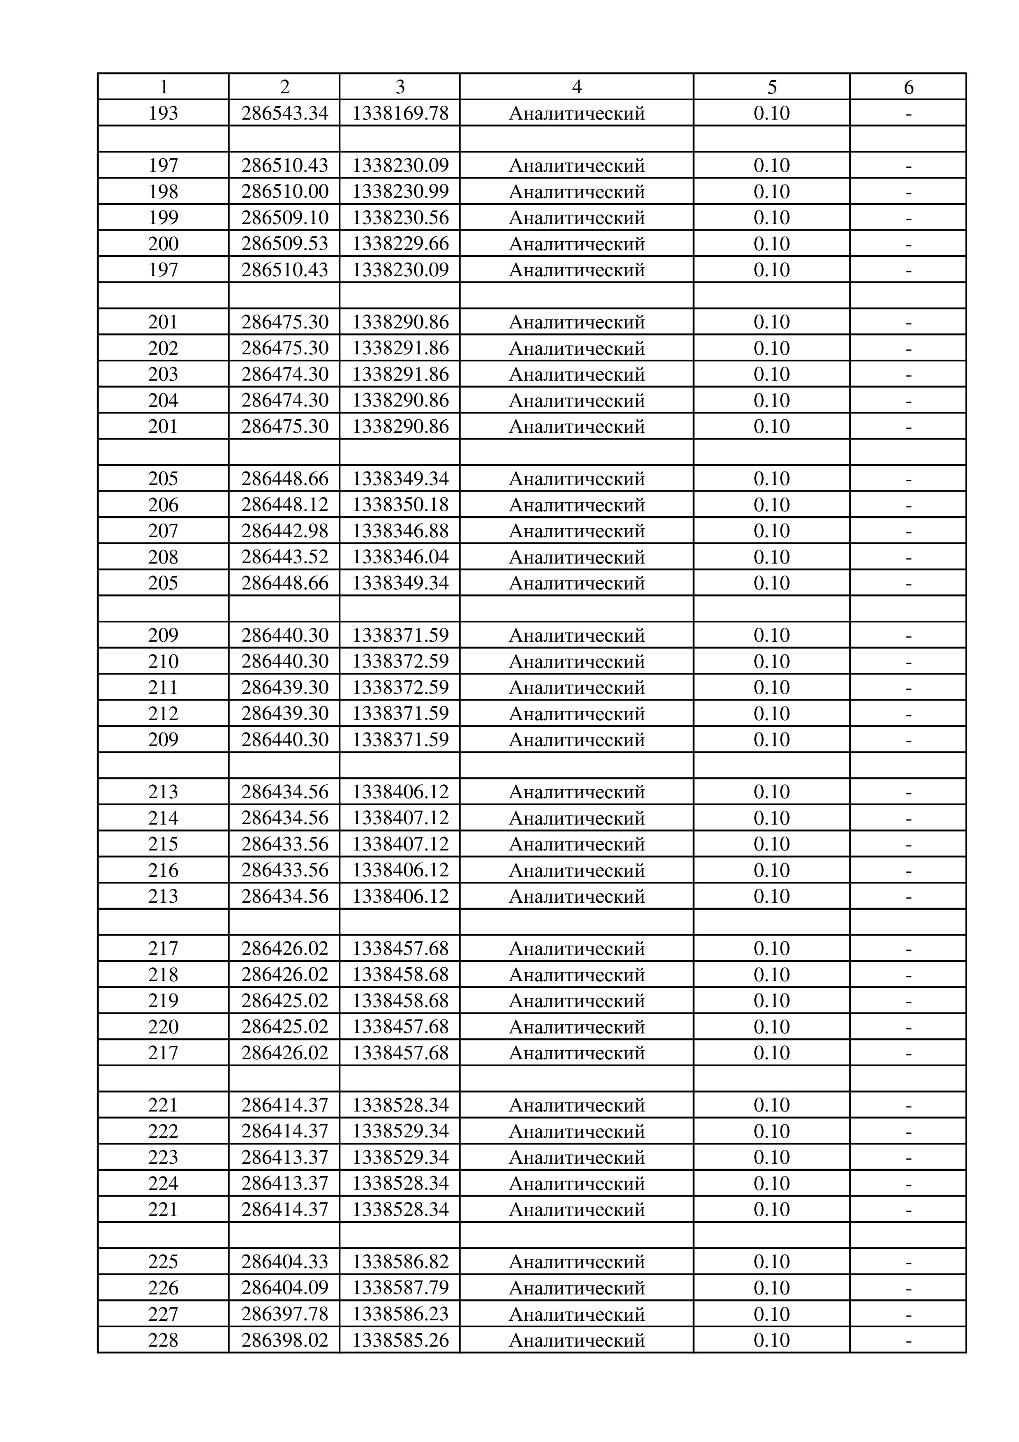 1 2 3 4 5 6
193 286543.34 1338169.78 Аналитический 0.10 -
197 286510.43 1338230.09 Аналитический 0.10 -
198 286510.00 1338230.99 Аналитический 0.10 -
199 286509.10 1338230.56 Аналитический 0.10 -
200 286509.53 1338229.66 Аналитический 0.10 -
197 286510.43 1338230.09 Аналитический 0.10 -
201 286475.30 1338290.86 Аналитический 0.10 -
202 286475.30 1338291.86 Аналитический 0.10 -
203 286474.30 1338291.86 Аналитический 0.10 -
204 286474.30 1338290.86 Аналитический 0.10 -
201 286475.30 1338290.86 Аналитический 0.10 -
205 286448.66 1338349.34 Аналитический 0.10 -
206 286448.12 1338350.18 Аналитический 0.10 -
207 286442.98 1338346.88 Аналитический 0.10 -
208 286443.52 1338346.04 Аналитический 0.10 -
205 286448.66 1338349.34 Аналитический 0.10 -
209 286440.30 1338371.59 Аналитический 0.10 -
210 286440.30 1338372.59 Аналитический 0.10 -
211 286439.30 1338372.59 Аналитический 0.10 -
212 286439.30 1338371.59 Аналитический 0.10 -
209 286440.30 1338371.59 Аналитический 0.10 -
213 286434.56 1338406.12 Аналитический 0.10 -
214 286434.56 1338407.12 Аналитический 0.10 -
215 286433.56 1338407.12 Аналитический 0.10 -
216 286433.56 1338406.12 Аналитический 0.10 -
213 286434.56 1338406.12 Аналитический 0.10 -
217 286426.02 1338457.68 Аналитический 0.10 -
218 286426.02 1338458.68 Аналитический 0.10 -
219 286425.02 1338458.68 Аналитический 0.10 -
220 286425.02 1338457.68 Аналитический 0.10 -
217 286426.02 1338457.68 Аналитический 0.10 -
221 286414.37 1338528.34 Аналитический 0.10 -
222 286414.37 1338529.34 Аналитический 0.10 -
223 286413.37 1338529.34 Аналитический 0.10 -
224 286413.37 1338528.34 Аналитический 0.10 -
221 286414.37 1338528.34 Аналитический 0.10 -
225 286404.33 1338586.82 Аналитический 0.10 -
226 286404.09 1338587.79 Аналитический 0.10 -
227 286397.78 1338586.23 Аналитический 0.10 -
228 286398.02 1338585.26 Аналитический 0.10 -